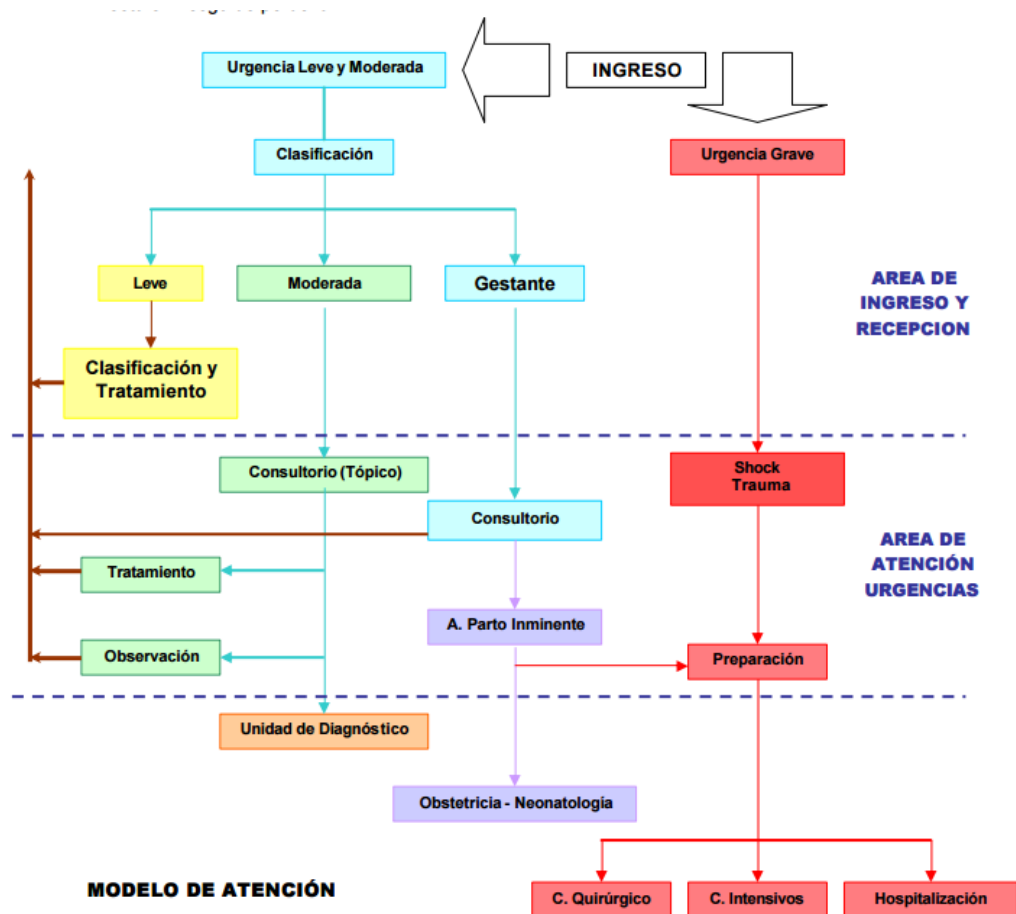 Urgencia Leve y Moderada
INGRESO
Clasificación
Urgencia Grave
Leve
Moderada
Gestante
AREA DE
INGRESO Y
RECEPCION
Clasificación y
Tratamiento
Consultorio (Tópico)
Shock
Trauma
Consultorio
AREA DE
ATENCIÓN
URGENCIAS
Tratamiento
A. Parto Inminente
Observación
Preparación
Unidad de Diagnóstico
Obstetricia - Neonatología
MODELO DE ATENCIÓN
C. Quirúrgico
C. Intensivos
Hospitalización